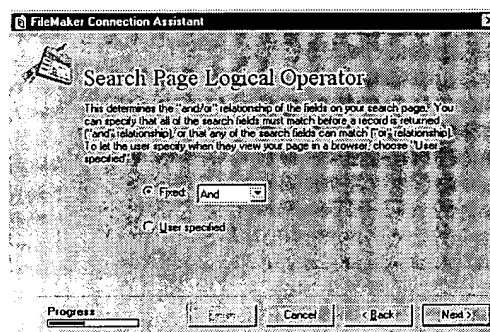 FileMaker Connection Assistant
Search Page Logical Operator
This determines the "and/or" relationship of the fields on your search page. You
can specify that all of the search fields must match before a record is returned
("and" relationship), or that any of the search fields can match ("or" relationship).
To let the user specify when they view your page in a browser, choose "User
specified".
Fixed: And
User specified
Progress
Finish Cancel < Back Next >